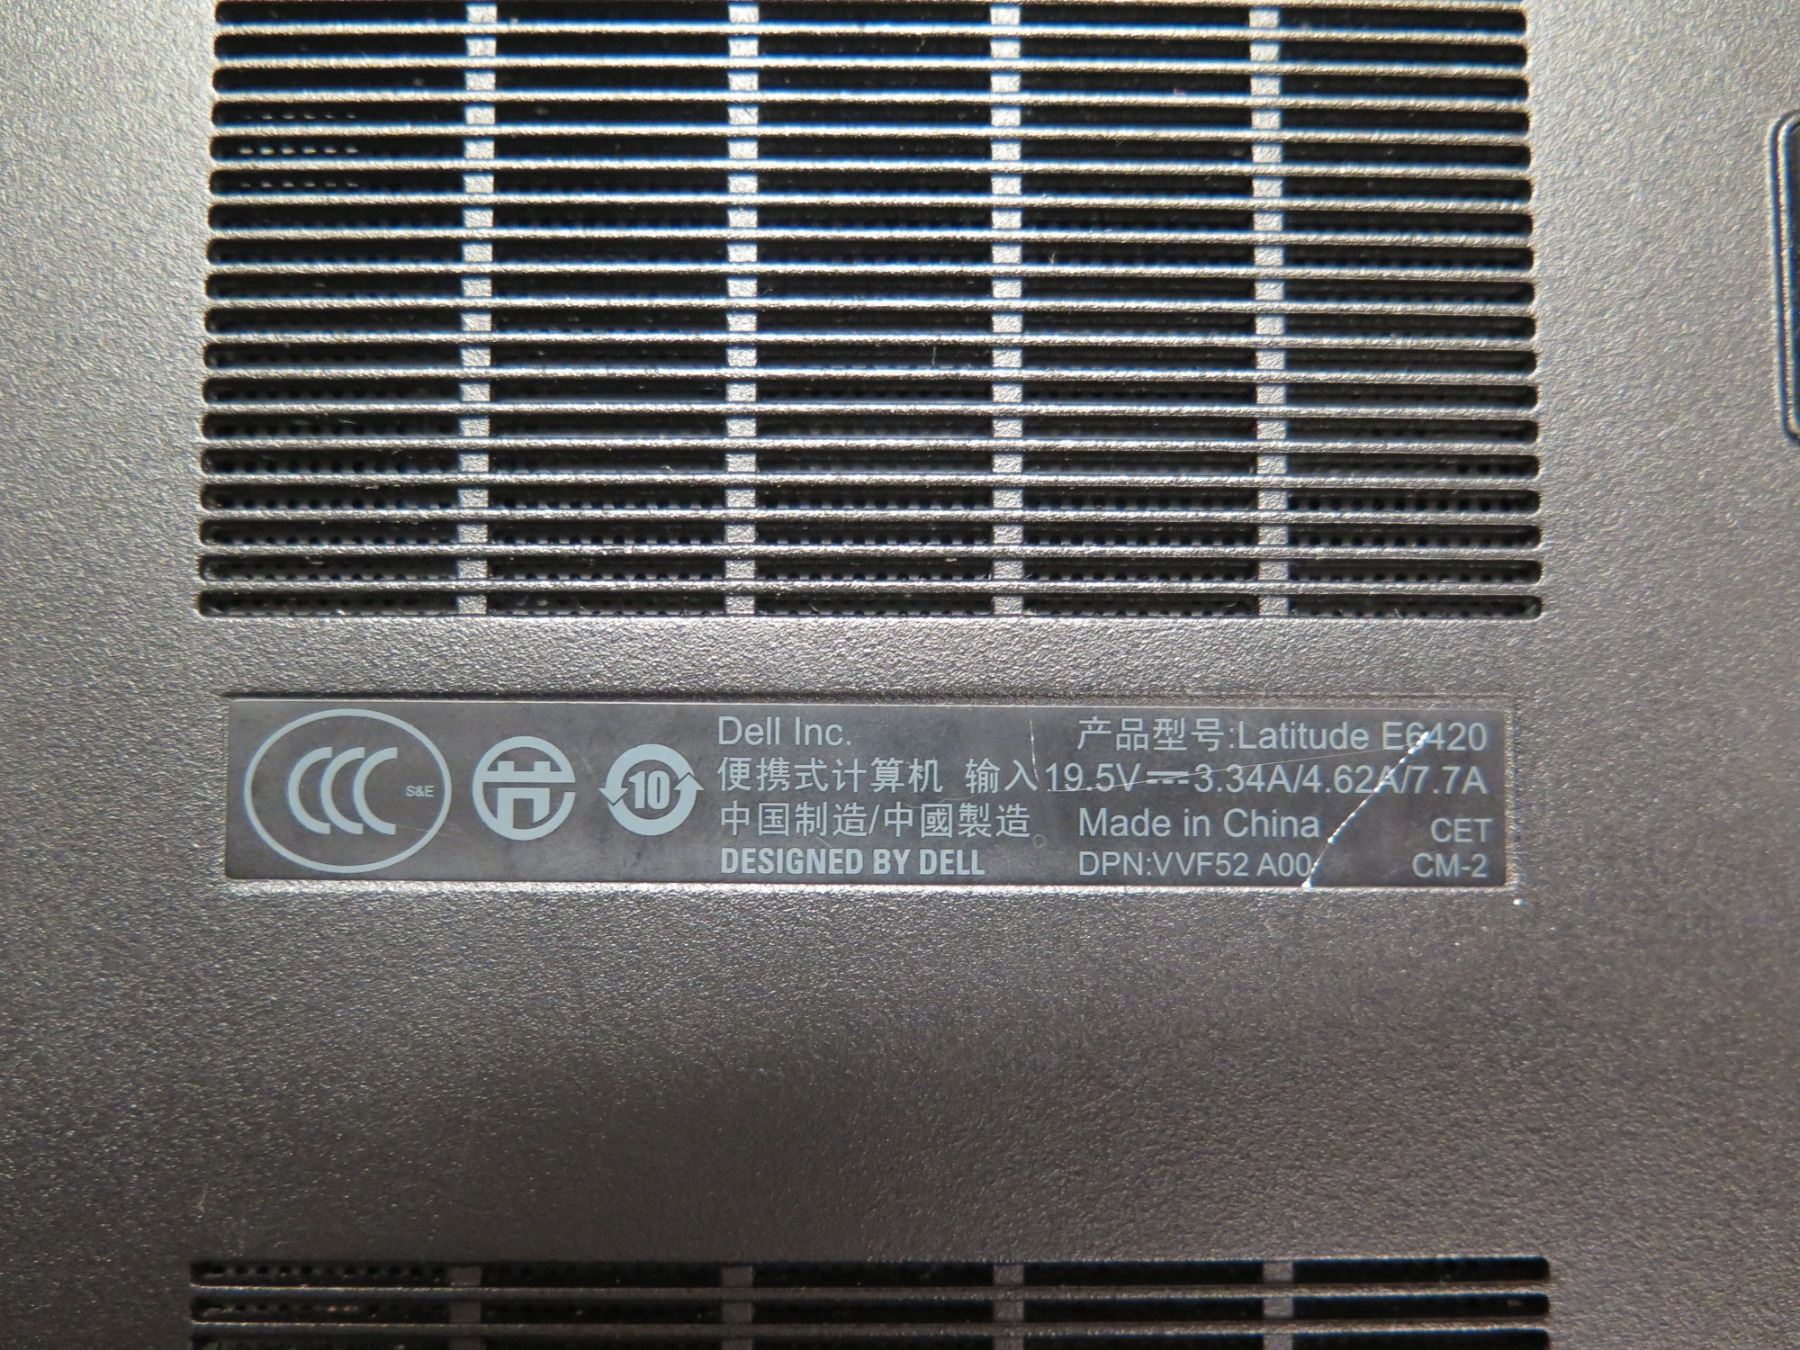 CCC S&E
10
Dell Inc. 产品型号:Latitude E6420
便携式计算机 输入19.5V⎓3.34A/4.62A/7.7A
中国制造/中國製造。 Made in China CET
DESIGNED BY DELL DPN:VVF52 A00 CM-2